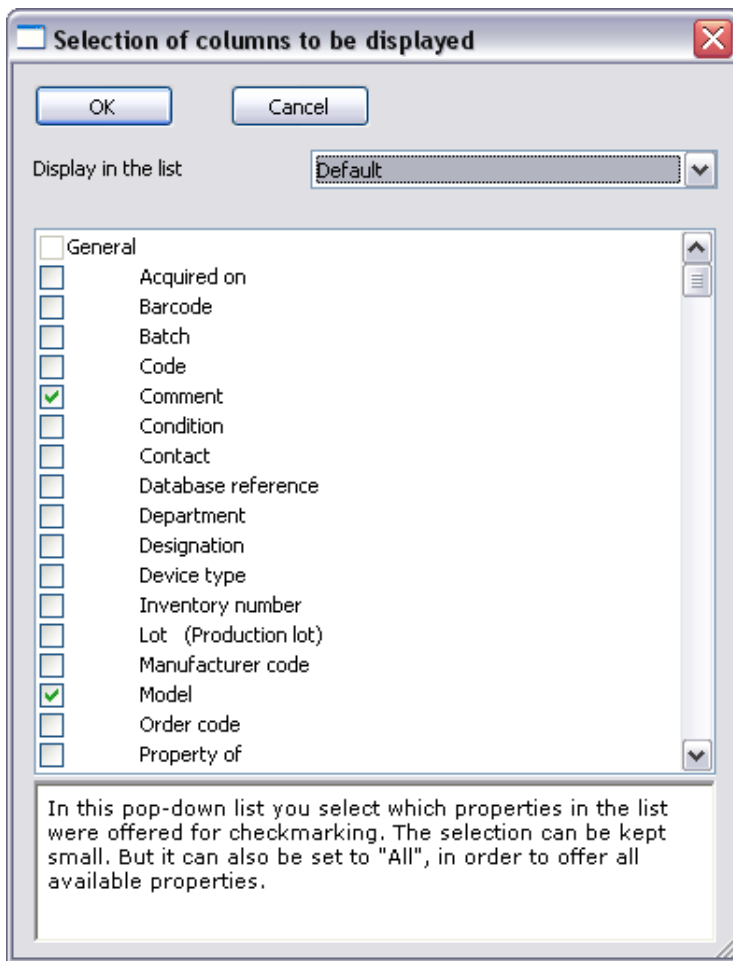 Selection of columns to be displayed
OK
Cancel
Display in the list
Default
General
Acquired on
Barcode
Batch
Code
Comment
Condition
Contact
Database reference
Department
Designation
Device type
Inventory number
Lot (Production lot)
Manufacturer code
Model
Order code
Property of
In this pop-down list you select which properties in the list
were offered for checkmarking. The selection can be kept
small. But it can also be set to "All", in order to offer all
available properties.